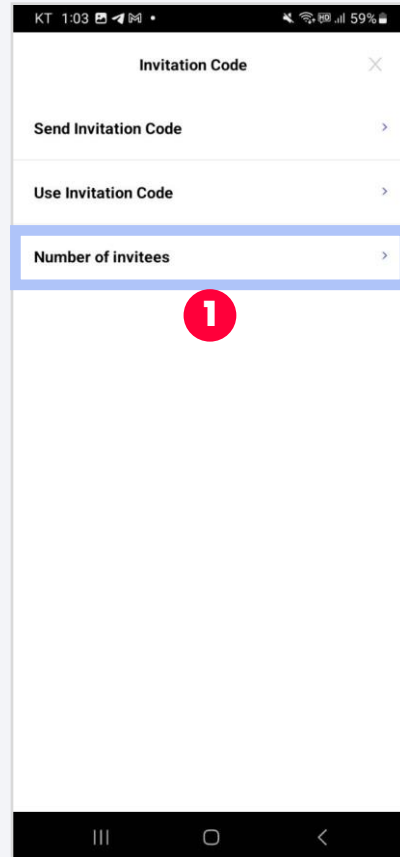 KT 1:03 59%
Invitation Code
Send Invitation Code
Use Invitation Code
Number of invitees
1